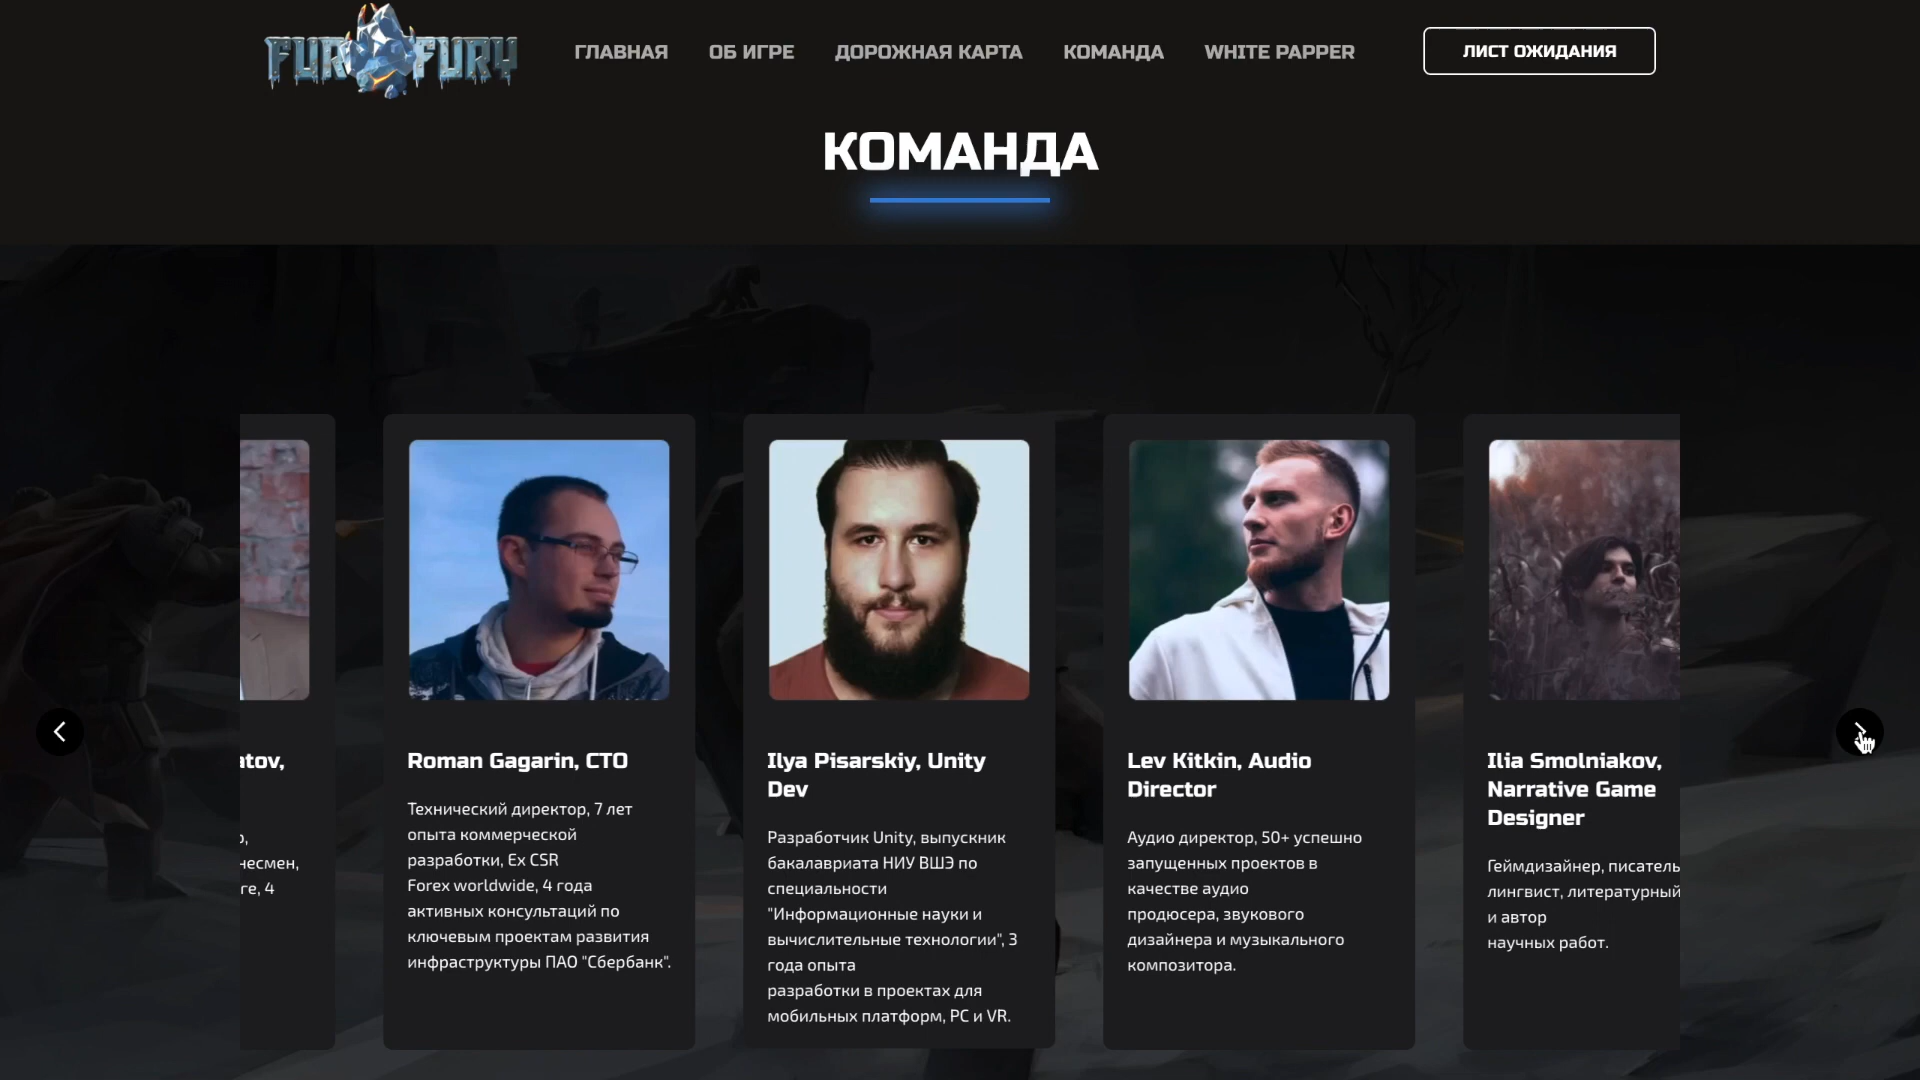 FURY FURY
ГЛАВНАЯ
ОБ ИГРЕ
ДОРОЖНАЯ КАРТА
КОМАНДА
WHITE PAPPER
ЛИСТ ОЖИДАНИЯ
КОМАНДА
atov,
о,
несмен,
ге, 4
Roman Gagarin, CTO
Технический директор, 7 лет
опыта коммерческой
разработки, Ex CSR
Forex worldwide, 4 года
активных консультаций по
ключевым проектам развития
инфраструктуры ПАО "Сбербанк".
Ilya Pisarskiy, Unity
Dev
Разработчик Unity, выпускник
бакалавриата НИУ ВШЭ по
специальности
"Информационные науки и
вычислительные технологии", 3
года опыта
разработки в проектах для
мобильных платформ, PC и VR.
Lev Kitkin, Audio
Director
Аудио директор, 50+ успешно
запущенных проектов в
качестве аудио
продюсера, звукового
дизайнера и музыкального
композитора.
Ilia Smolniakov,
Narrative Game
Designer
Геймдизайнер, писатель
лингвист, литературный
и автор
научных работ.